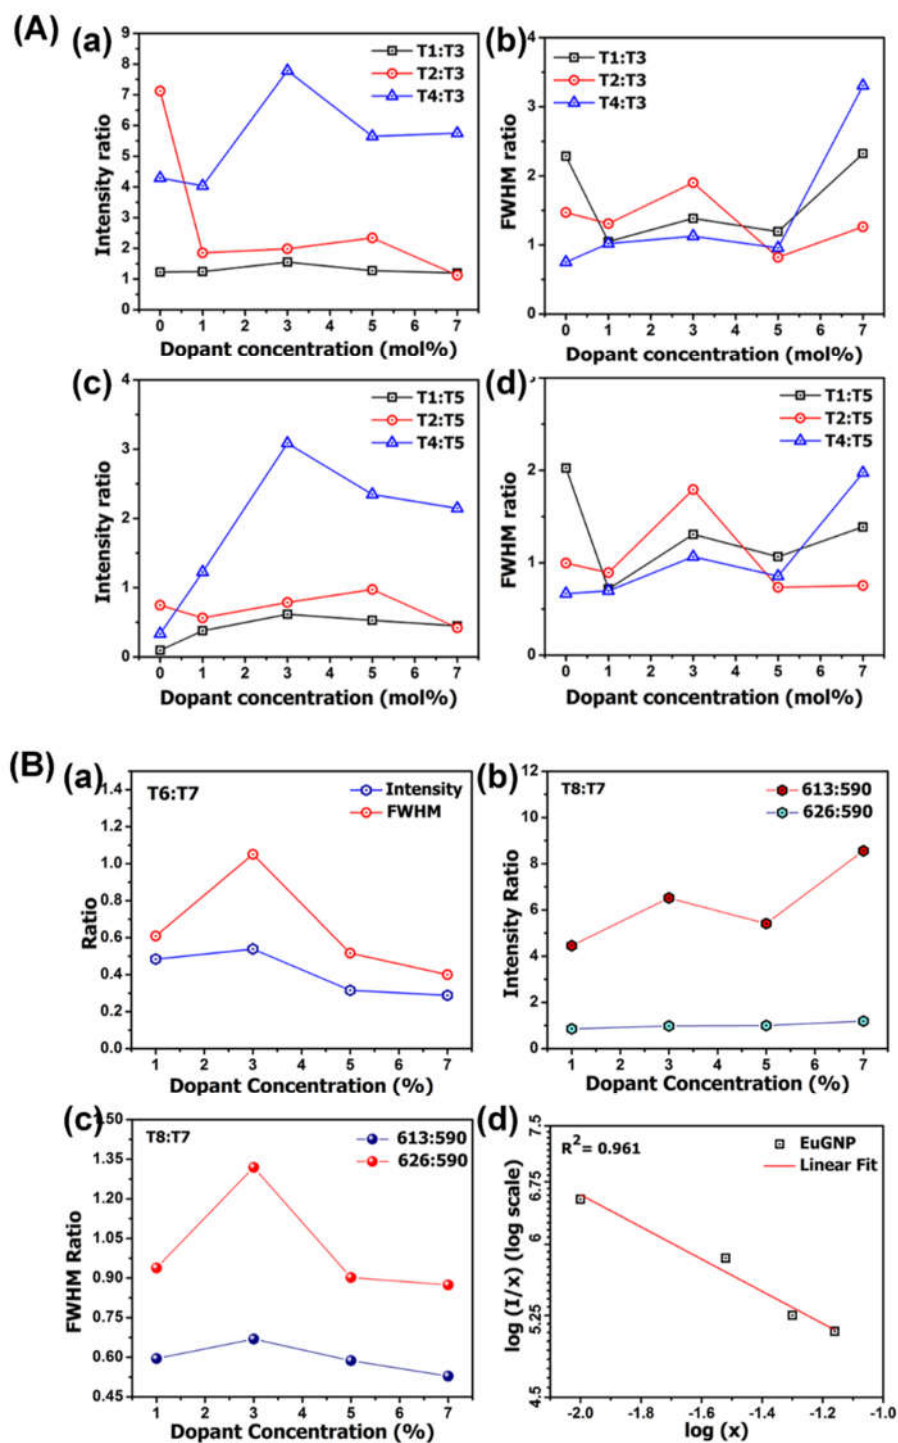 (A)
(a)
T1:T3
T2:T3
T4:T3
Intensity ratio
9
8
7
6
5
4
3
2
1
0
0 1 2 3 4 5 6 7
Dopant concentration (mol%)
(b)
T1:T3
T2:T3
T4:T3
FWHM ratio
4
3
2
1
0
0 1 2 3 4 5 6 7
Dopant concentration (mol%)
(c)
T1:T5
T2:T5
T4:T5
Intensity ratio
4
3
2
1
0
0 1 2 3 4 5 6 7
Dopant concentration (mol%)
(d)
T1:T5
T2:T5
T4:T5
FWHM ratio
3
2
1
0
0 1 2 3 4 5 6 7
Dopant concentration (mol%)
(B)
(a)
T6:T7
Intensity
FWHM
Ratio
1.4
1.2
1.0
0.8
0.6
0.4
0.2
0.0
1 2 3 4 5 6 7
Dopant Concentration (%)
(b)
T8:T7
613:590
626:590
Intensity Ratio
12
10
8
6
4
2
0
1 2 3 4 5 6 7
Dopant Concentration (%)
(c)
T8:T7
613:590
626:590
FWHM Ratio
1.50
1.35
1.20
1.05
0.90
0.75
0.60
0.45
1 2 3 4 5 6 7
Dopant Concentration (%)
(d)
R²= 0.961
EuGNP
Linear Fit
log (I/x) (log scale)
7.5
6.75
6
5.25
4.5
-2.0 -1.8 -1.6 -1.4 -1.2 -1.0
log (x)